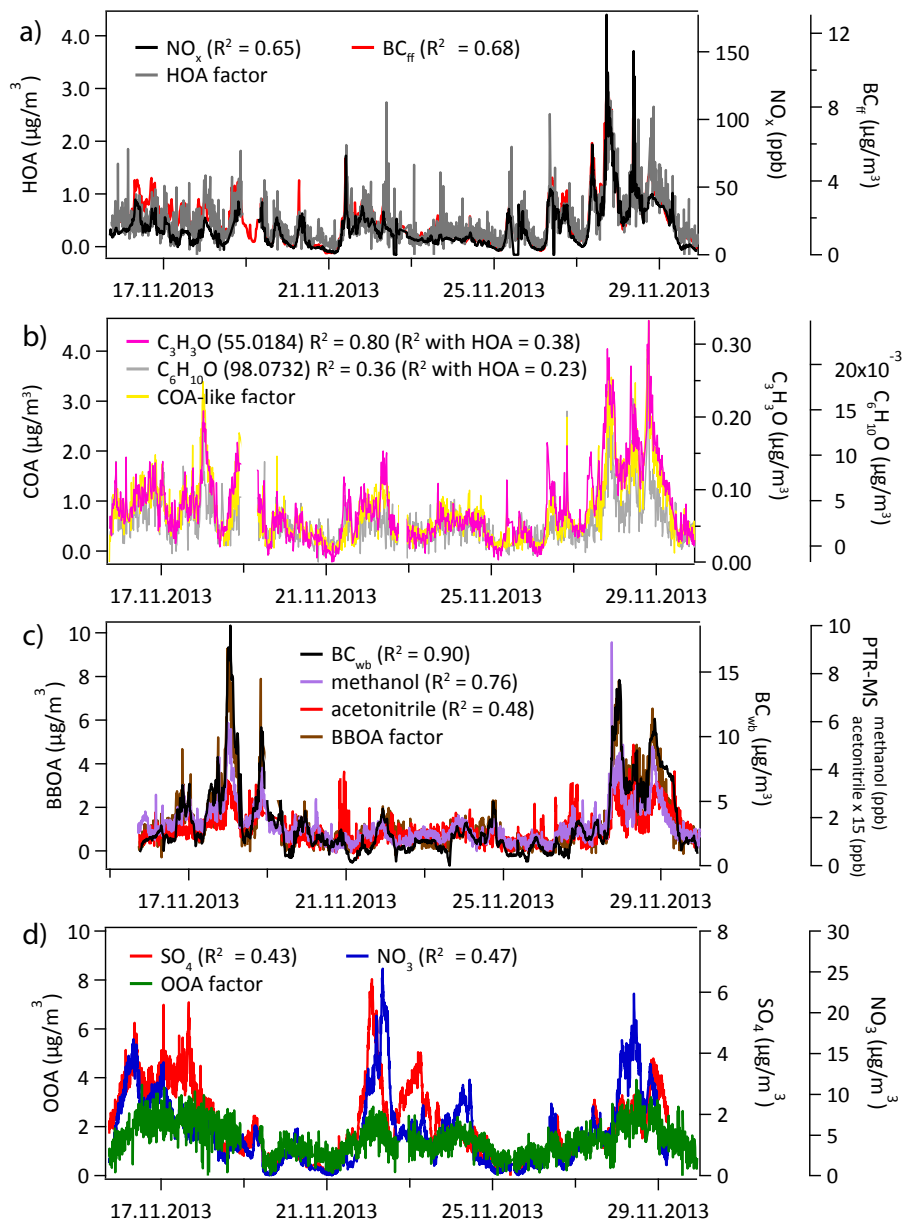 a)
NOx (R² = 0.65)
BCff (R² = 0.68)
HOA factor
4.0
3.0
2.0
1.0
0.0
HOA (µg/m³)
150
100
50
0
NOx (ppb)
12
8
4
0
BCff (µg/m³)
17.11.2013 21.11.2013 25.11.2013 29.11.2013
b)
C3H3O (55.0184) R² = 0.80 (R² with HOA = 0.38)
C6H10O (98.0732) R² = 0.36 (R² with HOA = 0.23)
COA-like factor
4.0
3.0
2.0
1.0
0.0
COA (µg/m³)
0.30
0.20
0.10
0.00
C3H3O (µg/m³)
20x10⁻³
15
10
5
0
C6H10O (µg/m³)
17.11.2013 21.11.2013 25.11.2013 29.11.2013
c)
BCwb (R² = 0.90)
methanol (R² = 0.76)
acetonitrile (R² = 0.48)
BBOA factor
10
8
6
4
2
0
BBOA (µg/m³)
15
10
5
0
BCwb (µg/m³)
10
8
6
4
2
0
PTR-MS
methanol (ppb)
acetonitrile x 15 (ppb)
17.11.2013 21.11.2013 25.11.2013 29.11.2013
d)
SO4 (R² = 0.43)
NO3 (R² = 0.47)
OOA factor
10
8
6
4
2
0
OOA (µg/m³)
8
6
4
2
0
SO4 (µg/m³)
30
25
20
15
10
5
0
NO3 (µg/m³)
17.11.2013 21.11.2013 25.11.2013 29.11.2013